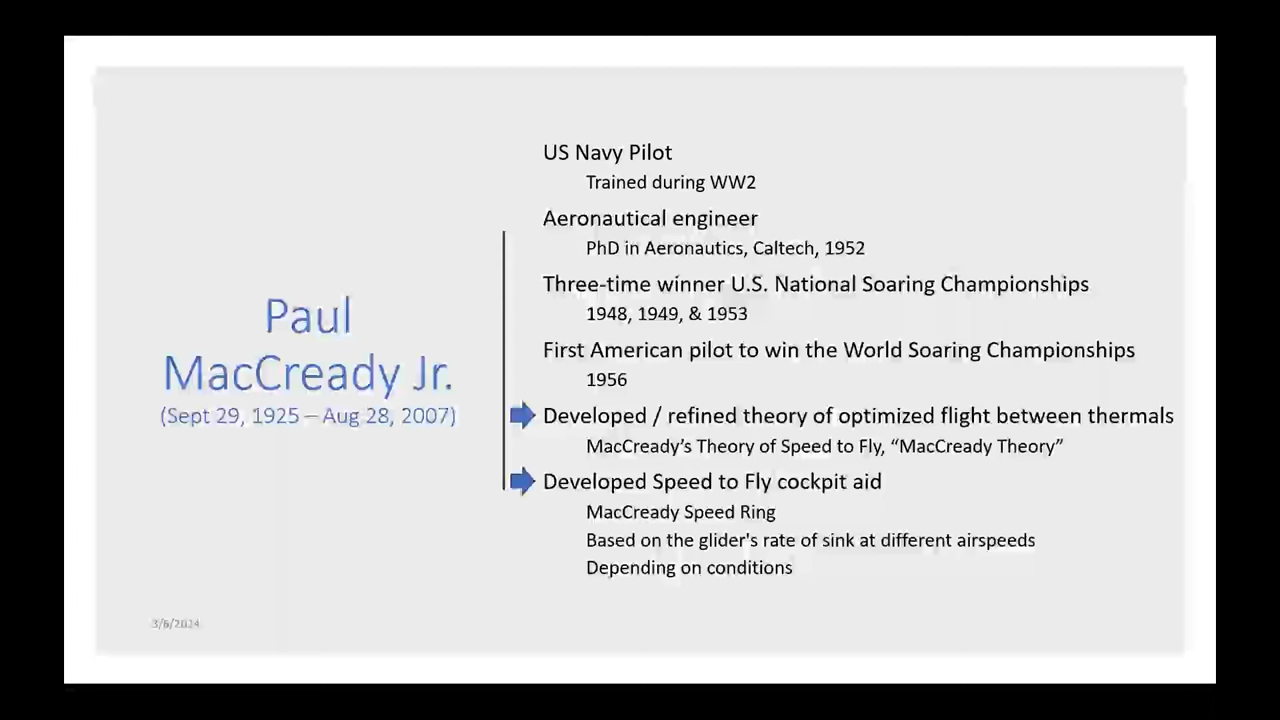 Paul
MacCready Jr.
(Sept 29, 1925 – Aug 28, 2007)
US Navy Pilot
Trained during WW2
Aeronautical engineer
PhD in Aeronautics, Caltech, 1952
Three-time winner U.S. National Soaring Championships
1948, 1949, & 1953
First American pilot to win the World Soaring Championships
1956
Developed / refined theory of optimized flight between thermals
MacCready’s Theory of Speed to Fly, “MacCready Theory”
Developed Speed to Fly cockpit aid
MacCready Speed Ring
Based on the glider's rate of sink at different airspeeds
Depending on conditions
3/6/2024